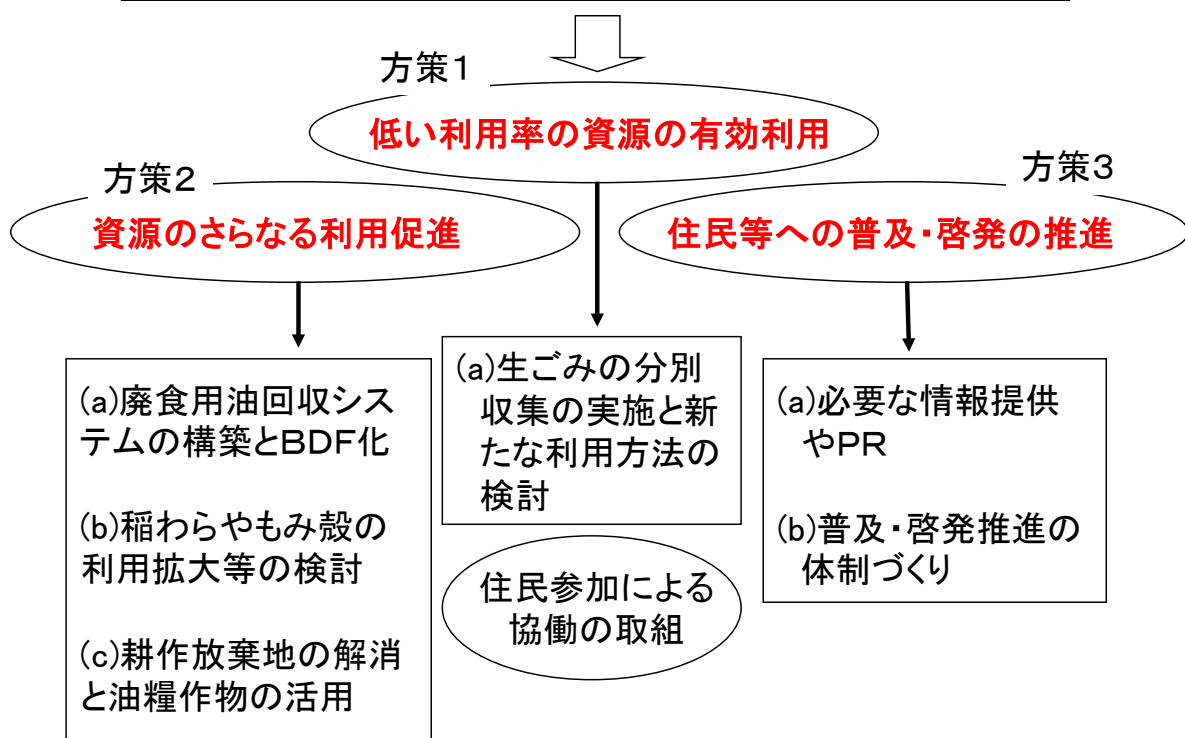 方策1
低い利用率の資源の有効利用
方策2
資源のさらなる利用促進
方策3
住民等への普及・啓発の推進
(a)廃食用油回収シス
テムの構築とBDF化
(b)稲わらやもみ殻の
利用拡大等の検討
(c)耕作放棄地の解消
と油糧作物の活用
(a)生ごみの分別
収集の実施と新
たな利用方法の
検討
住民参加による
協働の取組
(a)必要な情報提供
やPR
(b)普及・啓発推進の
体制づくり